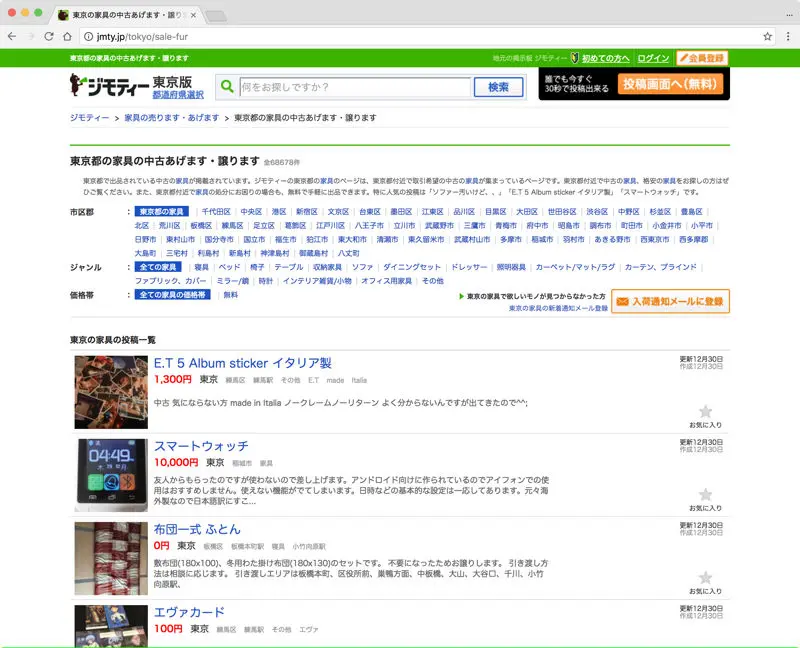 東京都の家具の中古あげます・譲り
jmty.jp/tokyo/sale-fur
東京都の家具の中古あげます・譲ります
地元の掲示板 ジモティー 初めての方へ ログイン 会員登録
ジモティー 東京版
都道府県選択
何をお探しですか？
検索
誰でも今すぐ
30秒で投稿出来る
投稿画面へ(無料)
ジモティー > 家具の売ります・あげます > 東京都の家具の中古あげます・譲ります
東京都の家具の中古あげます・譲ります 全68678件
東京都で出品されている中古の家具が掲載されています。ジモティーの東京都の家具のページは、東京都付近で取引希望の中古の家具が集まっているページです。東京都付近で中古の家具、格安の家具をお探しの方はぜ
ひご覧ください。また、東京都付近で家具の処分にお困りの場合も、無料で手軽に出品できます。特に人気の投稿は「ソファー汚いけど、、」「E.T 5 Album sticker イタリア製」「スマートウォッチ」です。
市区郡 : 東京都の家具 | 千代田区 | 中央区 | 港区 | 新宿区 | 文京区 | 台東区 | 墨田区 | 江東区 | 品川区 | 目黒区 | 大田区 | 世田谷区 | 渋谷区 | 中野区 | 杉並区 | 豊島区 |
北区 | 荒川区 | 板橋区 | 練馬区 | 足立区 | 葛飾区 | 江戸川区 | 八王子市 | 立川市 | 武蔵野市 | 三鷹市 | 青梅市 | 府中市 | 昭島市 | 調布市 | 町田市 | 小金井市 | 小平市 |
日野市 | 東村山市 | 国分寺市 | 国立市 | 福生市 | 狛江市 | 東大和市 | 清瀬市 | 東久留米市 | 武蔵村山市 | 多摩市 | 稲城市 | 羽村市 | あきる野市 | 西東京市 | 西多摩郡 |
大島町 | 三宅村 | 利島村 | 新島村 | 神津島村 | 御蔵島村 | 八丈町
ジャンル : 全ての家具 | 寝具 | ベッド | 椅子 | テーブル | 収納家具 | ソファ | ダイニングセット | ドレッサー | 照明器具 | カーペット/マット/ラグ | カーテン、ブラインド |
ファブリック、カバー | ミラー/鏡 | 時計 | インテリア雑貨/小物 | オフィス用家具 | その他
価格帯 : 全ての家具の価格帯 | 無料
東京の家具で欲しいモノが見つからなかった方
東京の家具の新着通知メール登録
入荷通知メールに登録
東京の家具の投稿一覧
E.T 5 Album sticker イタリア製
更新12月30日
作成12月30日
1,300円 東京 練馬区 練馬駅 その他 E.T made Italia
中古 気にならない方 made in Italia ノークレームノーリターン よく分からないんですが出てきたので^^;
お気に入り
04:49
スマートウォッチ
更新12月30日
作成12月30日
10,000円 東京 稲城市 家具
友人からもらったのですが使わないので差し上げます。アンドロイド向けに作られているのでアイフォンでの使
用はおすすめしません。使えない機能がでてしまいます。日時などの基本的な設定は一応してあります。元々海
外製なので日本語訳にすこ...
お気に入り
布団一式 ふとん
更新12月30日
作成12月30日
0円 東京 板橋区 板橋本町駅 寝具 小竹向原駅
敷布団(180x100)、冬用わた掛け布団(180x130)のセットです。 不要になったためお譲りします。 引き渡し方
法は相談に応じます。 引き渡しエリアは板橋本町、区役所前、巣鴨方面、中板橋、大山、大谷口、千川、小竹
向原駅、
お気に入り
エヴァカード
更新12月30日
作成12月30日
100円 東京 練馬区 練馬駅 その他 エヴァ